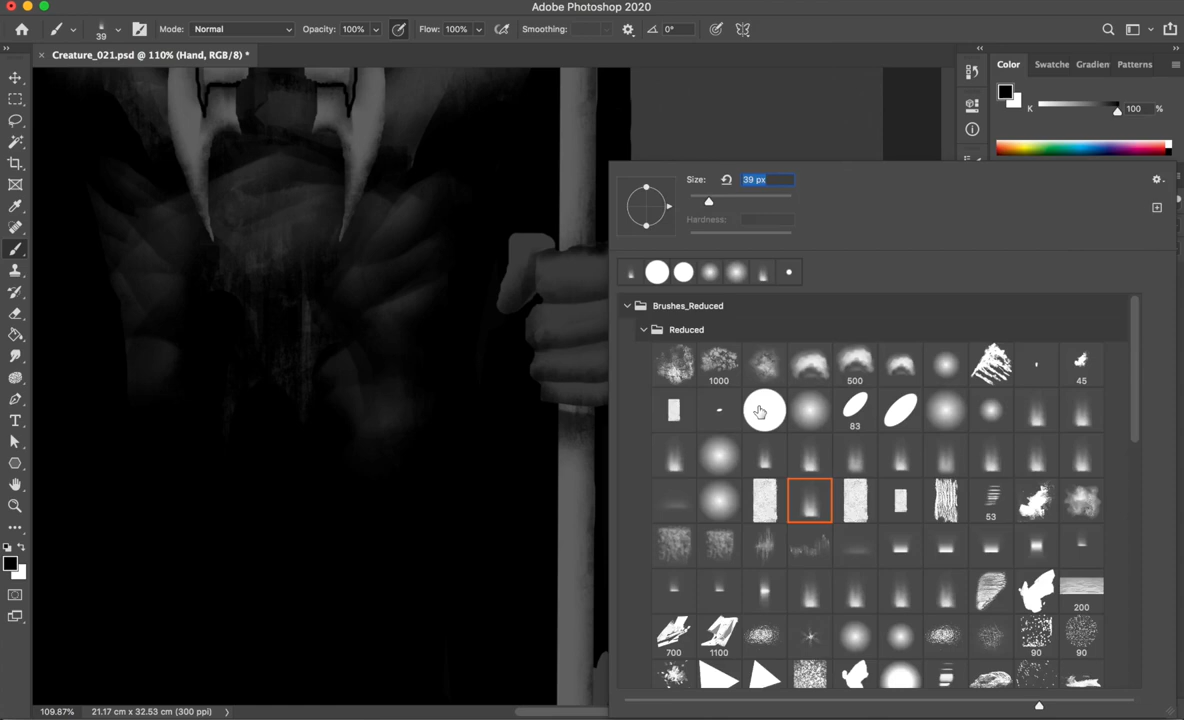 Adobe Photoshop 2020
39
Mode: Normal
Opacity: 100%
Flow: 100%
Smoothing:
0°
Creature_021.psd @ 110% (Hand, RGB/8) *
Color
Swatche
Gradien
Patterns
K
100
%
Size:
39 px
Hardness:
Brushes_Reduced
Reduced
1000
500
45
83
53
200
700
1100
90
90
109.87%
21.17 cm x 32.53 cm (300 ppi)